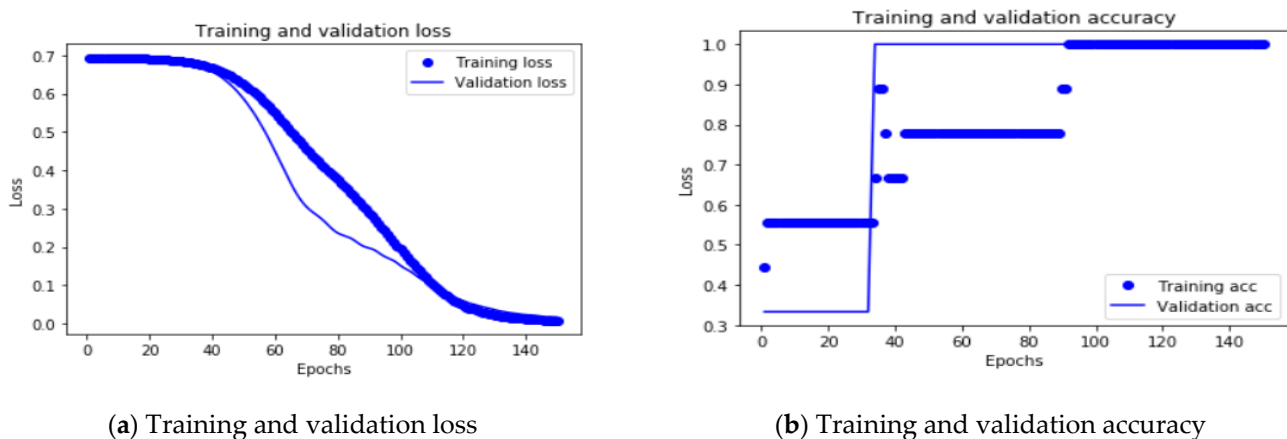 Training and validation loss
0.7
0.6
0.5
0.4
0.3
0.2
0.1
0.0
Loss
Training loss
Validation loss
0 20 40 60 80 100 120 140
Epochs
(a) Training and validation loss
Training and validation accuracy
1.0
0.9
0.8
0.7
0.6
0.5
0.4
0.3
Loss
Training acc
Validation acc
0 20 40 60 80 100 120 140
Epochs
(b) Training and validation accuracy